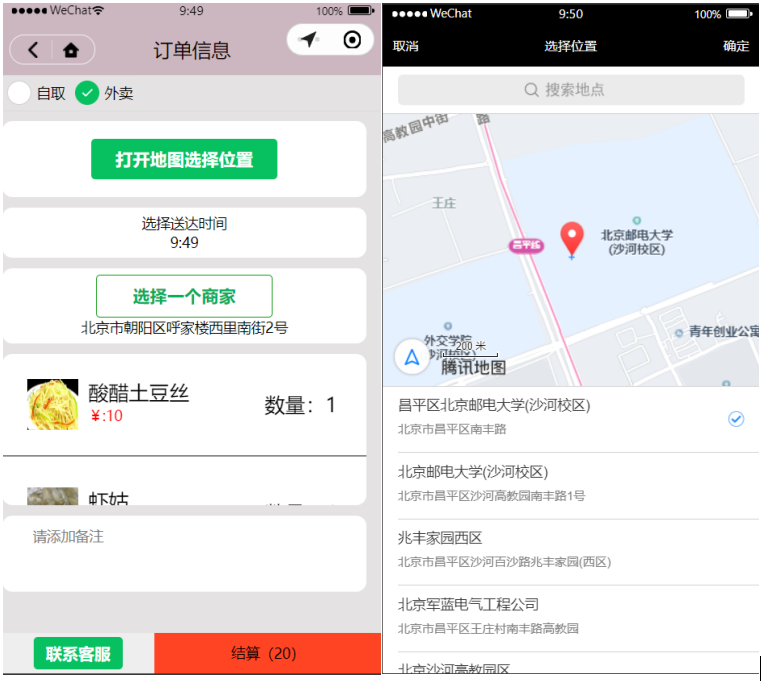 WeChat 9:49 100%
订单信息
自取 外卖
打开地图选择位置
选择送达时间
9:49
选择一个商家
北京市朝阳区呼家楼西里南街2号
酸醋土豆丝
¥:10
数量：1
虾姑
请添加备注
联系客服
结算（20）
WeChat 9:50 100%
取消 选择位置 确定
搜索地点
高教园中街
路
王庄
昌平线
北京邮电大学
(沙河校区)
青年创业公寓
外交学院
沙河校区)
200 米
腾讯地图
昌平区北京邮电大学(沙河校区)
北京市昌平区南丰路
北京邮电大学(沙河校区)
北京市昌平区沙河高教园南丰路1号
兆丰家园西区
北京市昌平区沙河百沙路兆丰家园(西区)
北京军蓝电气工程公司
北京市昌平区王庄村南丰路高教园
北京沙河高教园区